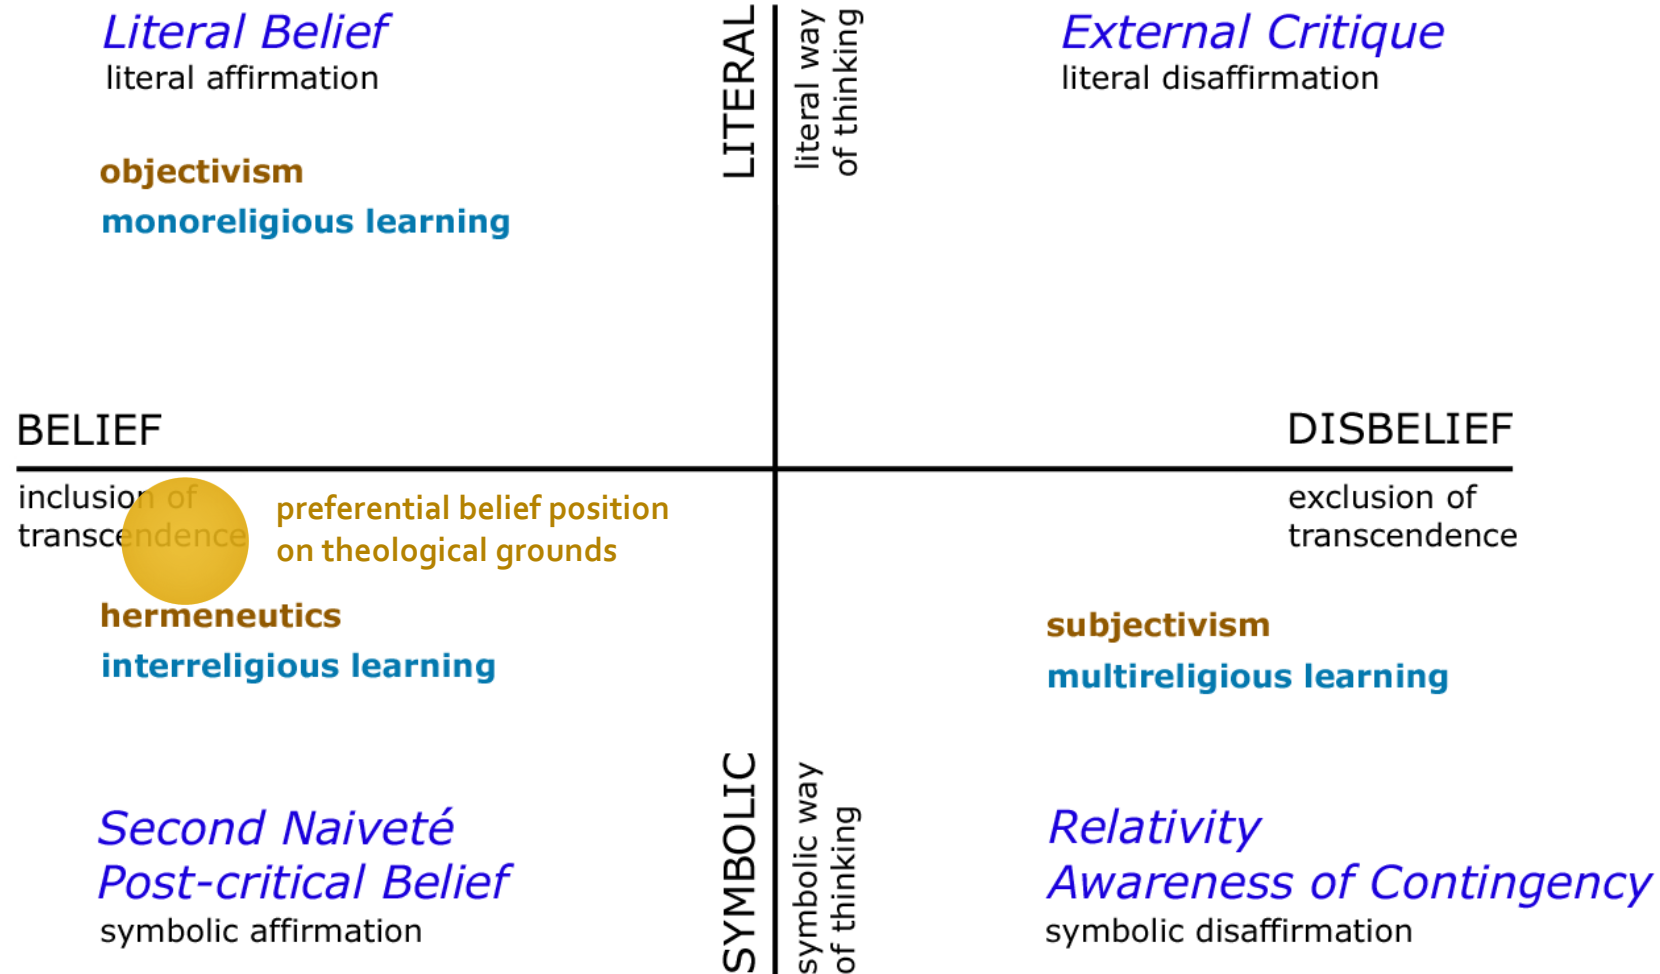 Literal Belief
literal affirmation
objectivism
monoreligious learning
LITERAL
literal way
of thinking
External Critique
literal disaffirmation
BELIEF
inclusion of
transcendence
DISBELIEF
exclusion of
transcendence
preferential belief position
on theological grounds
hermeneutics
interreligious learning
subjectivism
multireligious learning
Second Naiveté
Post-critical Belief
symbolic affirmation
SYMBOLIC
symbolic way
of thinking
Relativity
Awareness of Contingency
symbolic disaffirmation